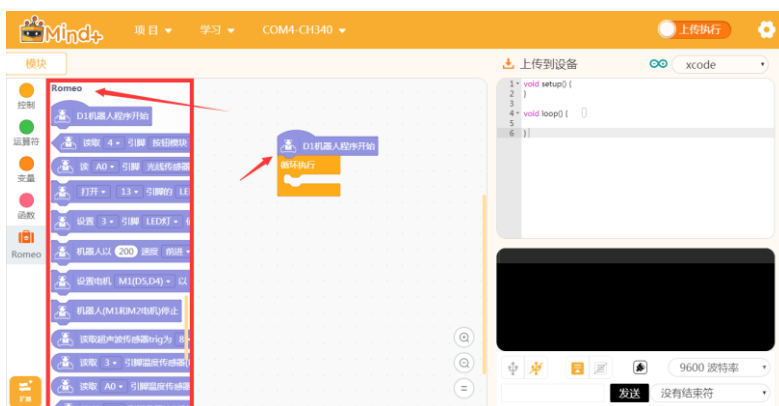 Mind+ 项目 学习 COM4-CH340 上传执行
模块
上传到设备 xcode
控制
运算符
变量
函数
Romeo
扩展
Romeo
D1机器人程序开始
读取 4 引脚 按钮模块
读 A0 引脚 光线传感器
打开 13 引脚的 LE
设置 3 引脚 LED灯
机器人以 200 速度 前进
设置电机 M1(D5,D4) 以
机器人(M1和M2电机)停止
读取超声波传感器trig为 8
读取 3 引脚温度传感器
读取 A0 引脚温度传感器
D1机器人程序开始
循环执行
1 void setup() {
2 }
3
4 void loop() {
5
6 }
9600 波特率
发送 没有结束符